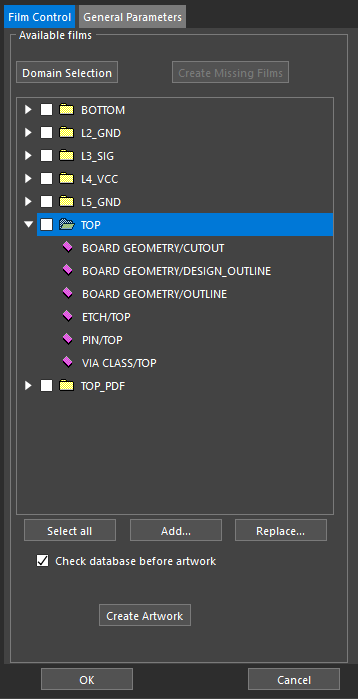 Film Control General Parameters
Available films
Domain Selection Create Missing Films
BOTTOM
L2_GND
L3_SIG
L4_VCC
L5_GND
TOP
BOARD GEOMETRY/CUTOUT
BOARD GEOMETRY/DESIGN_OUTLINE
BOARD GEOMETRY/OUTLINE
ETCH/TOP
PIN/TOP
VIA CLASS/TOP
TOP_PDF
Select all Add... Replace...
Check database before artwork
Create Artwork
OK Cancel